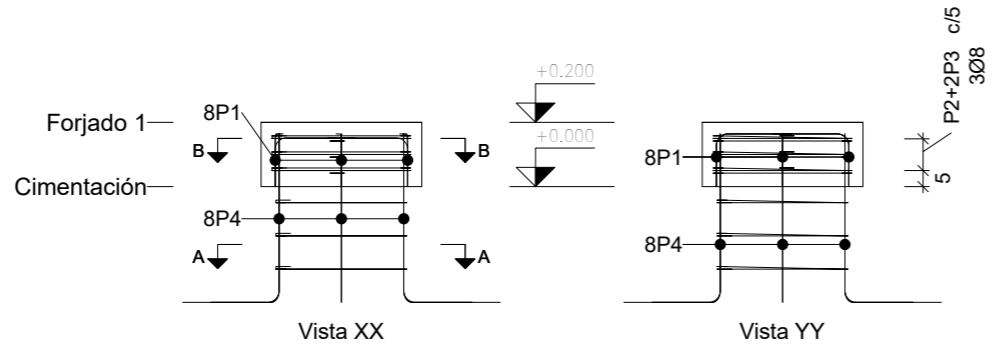 +0.200
P2+2P3 c/5
3Ø8
Forjado 1
8P1
B
B
+0.000
8P1
Cimentación
5
8P4
8P4
A
A
Vista XX
Vista YY